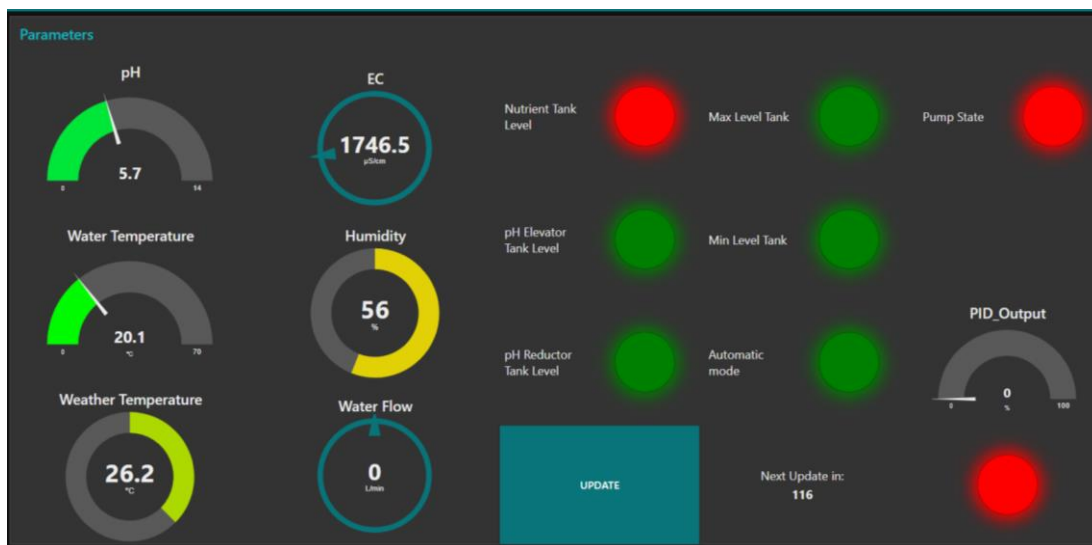 Parameters
pH
5.7
0
14
EC
1746.5
µS/cm
Nutrient Tank
Level
Max Level Tank
Pump State
Water Temperature
20.1
°C
0
70
Humidity
56
%
pH Elevator
Tank Level
Min Level Tank
Weather Temperature
26.2
°C
Water Flow
0
L/min
pH Reductor
Tank Level
Automatic
mode
PID_Output
0
%
0
100
UPDATE
Next Update in:
116